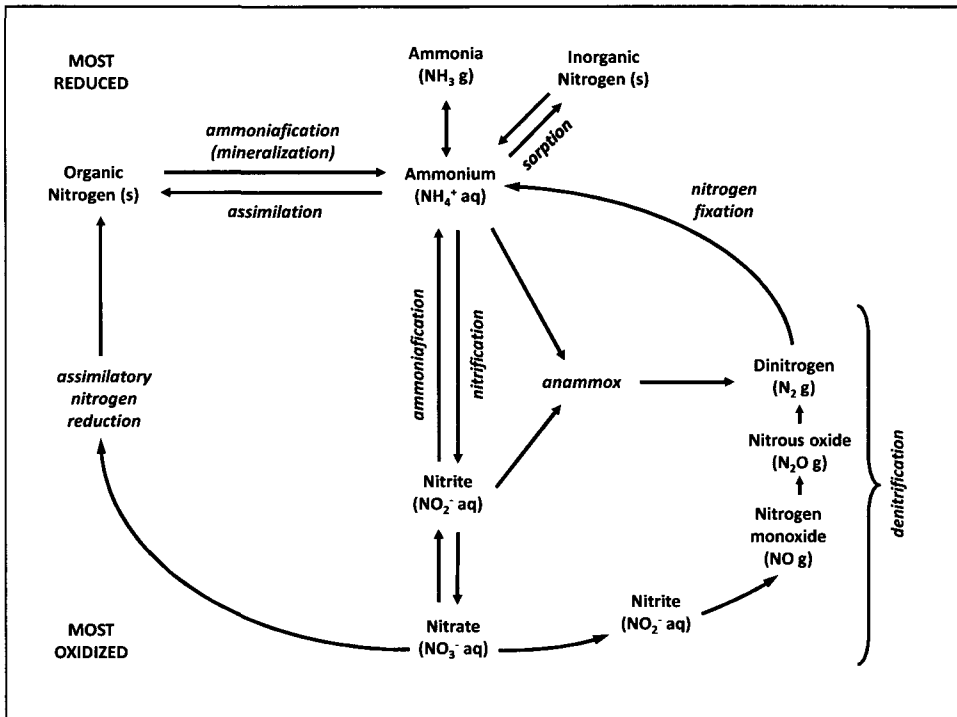 MOST
REDUCED
Ammonia
(NH₃ g)
Inorganic
Nitrogen (s)
ammoniafication
(mineralization)
sorption
Organic
Nitrogen (s)
Ammonium
(NH₄⁺ aq)
assimilation
nitrogen
fixation
ammoniafication
nitrification
assimilatory
nitrogen
reduction
anammox
Dinitrogen
(N₂ g)
Nitrous oxide
(N₂O g)
Nitrogen
monoxide
(NO g)
denitrification
Nitrite
(NO₂⁻ aq)
Nitrite
(NO₂⁻ aq)
MOST
OXIDIZED
Nitrate
(NO₃⁻ aq)